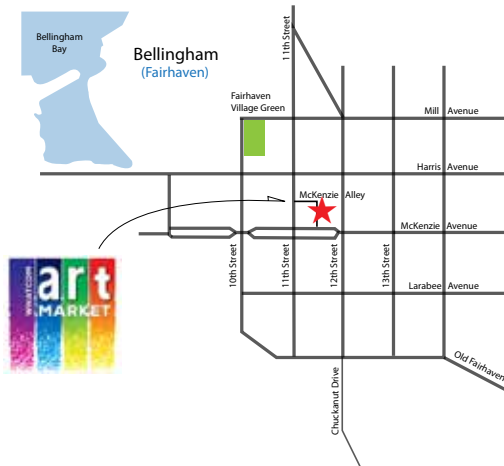 Bellingham
Bay
Bellingham
(Fairhaven)
11th Street
Fairhaven
Village Green
Mill Avenue
Harris Avenue
McKenzie Alley
McKenzie Avenue
10th Street
11th Street
12th Street
13th Street
Larabee Avenue
WHATCOM
art
MARKET
Chuckanut Drive
Old Fairhaven